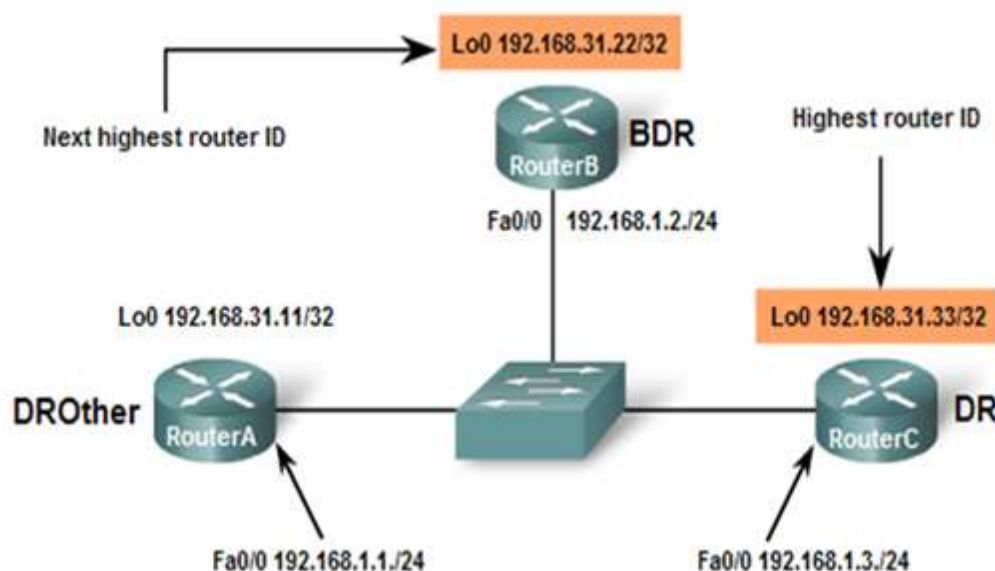 Lo0 192.168.31.22/32
Next highest router ID
Highest router ID
BDR
RouterB
Fa0/0 192.168.1.2./24
Lo0 192.168.31.11/32
Lo0 192.168.31.33/32
DROther
RouterA
RouterC
DR
Fa0/0 192.168.1.1./24
Fa0/0 192.168.1.3./24